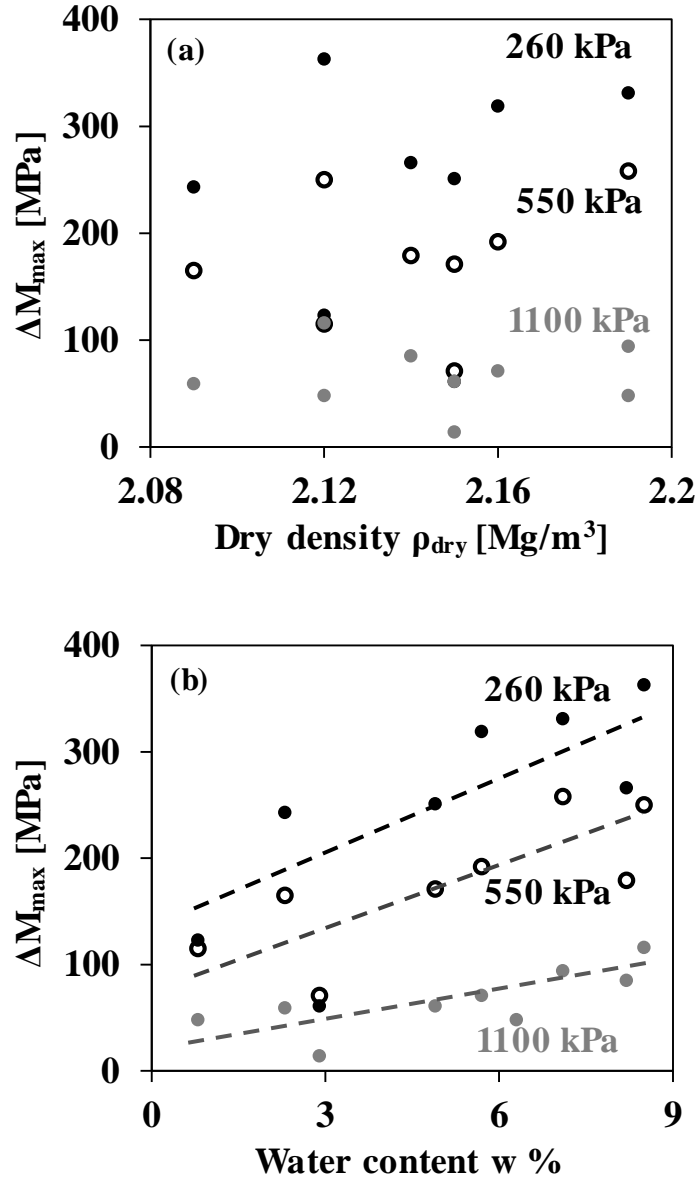 400
(a)
260 kPa
300
550 kPa
200
1100 kPa
100
0
ΔMmax [MPa]
2.08
2.12
2.16
2.2
Dry density ρdry [Mg/m³]
400
(b)
260 kPa
300
200
550 kPa
100
1100 kPa
0
ΔMmax [MPa]
0
3
6
9
Water content w %